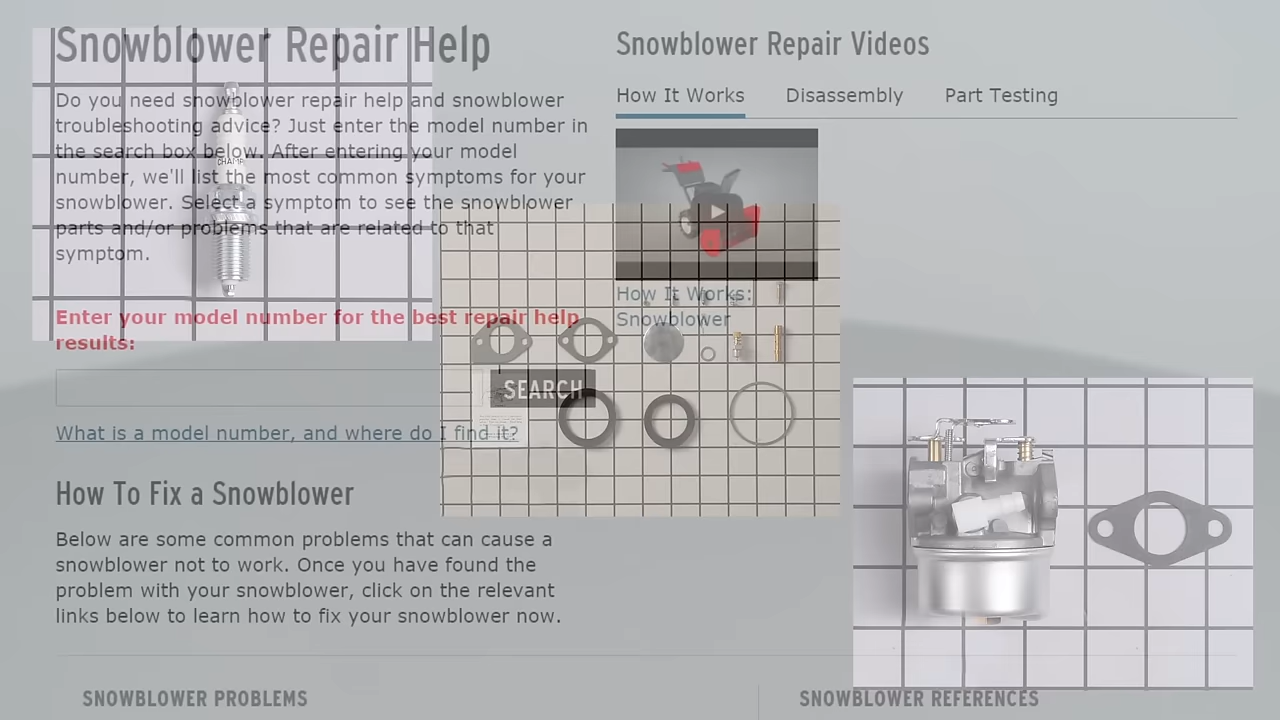 Snowblower Repair Help
Do you need snowblower repair help and snowblower
troubleshooting advice? Just enter the model number in
the search box below. After entering your model
number, we'll list the most common symptoms for your
snowblower. Select a symptom to see the snowblower
parts and/or problems that are related to that
symptom.
Enter your model number for the best repair help
results:
SEARCH
What is a model number, and where do I find it?
How To Fix a Snowblower
Below are some common problems that can cause a
snowblower not to work. Once you have found the
problem with your snowblower, click on the relevant
links below to learn how to fix your snowblower now.
SNOWBLOWER PROBLEMS
Snowblower Repair Videos
How It Works Disassembly Part Testing
How It Works:
Snowblower
SNOWBLOWER REFERENCES
CHAMP